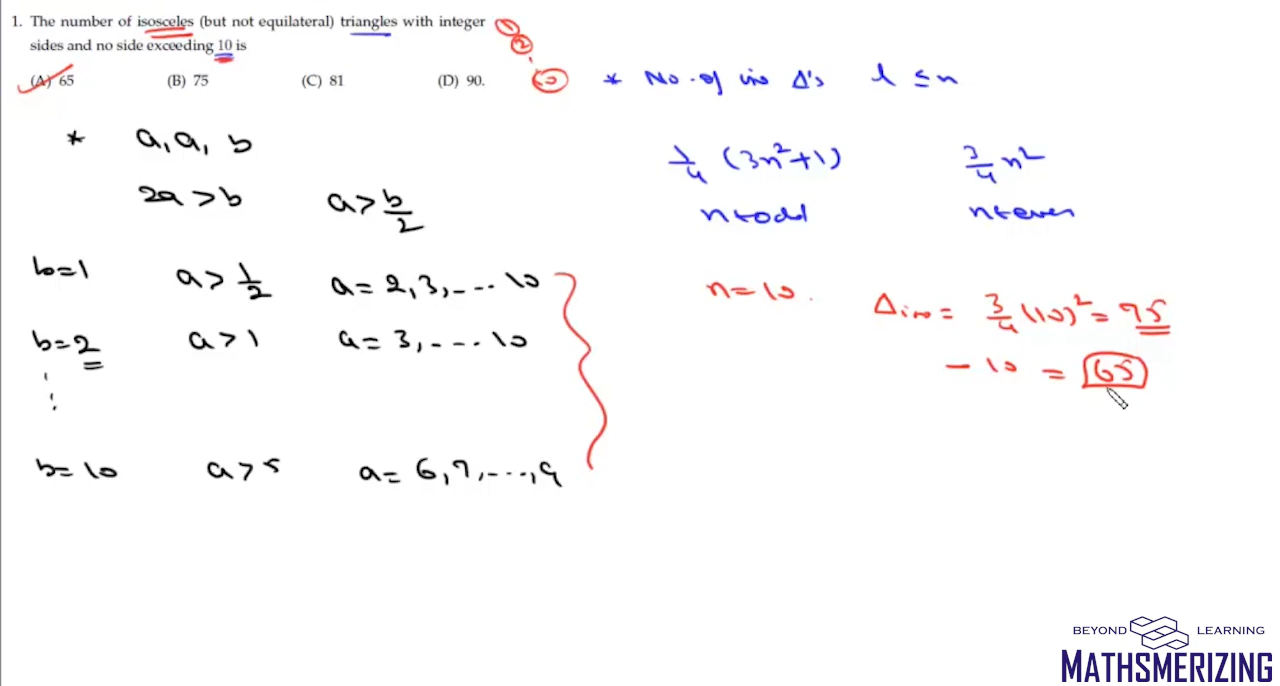 1. The number of isosceles (but not equilateral) triangles with integer
sides and no side exceeding 10 is
(A) 65 (B) 75 (C) 81 (D) 90.
1
2
10
* No. of iso Δ's l ≤ n
1/4 (3n²+1) 3/4 n²
n→odd n→even
* a, a, b
2a > b a > b/2
b=1 a > 1/2 a = 2, 3, ---- 10
b=2 a > 1 a = 3, ---- 10
b=10 a > 5 a = 6, 7, ---, 9
n=10.
Δiso = 3/4 (10)² = 75
- 10 = 65
BEYOND LEARNING
MATHSMERIZING